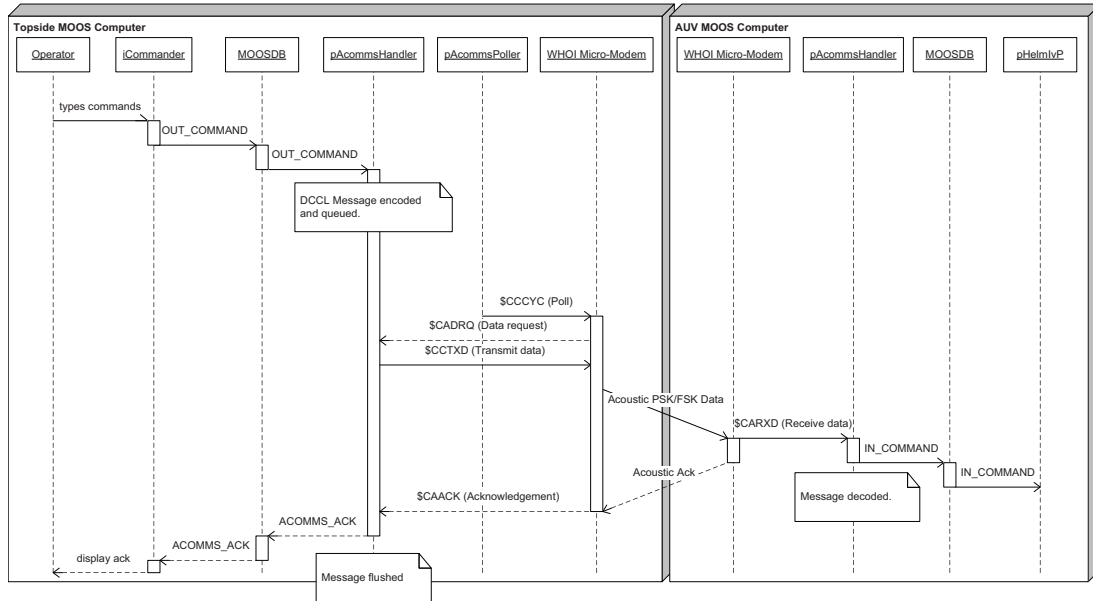 Topside MOOS Computer
AUV MOOS Computer
Operator
iCommander
MOOSDB
pAcommsHandler
pAcommsPoller
WHOI Micro-Modem
WHOI Micro-Modem
pAcommsHandler
MOOSDB
pHelmIvP
types commands
OUT_COMMAND
OUT_COMMAND
DCCL Message encoded
and queued.
$CCCYC (Poll)
$CADRQ (Data request)
$CCTXD (Transmit data)
Acoustic PSK/FSK Data
$CARXD (Receive data)
IN_COMMAND
Acoustic Ack
IN_COMMAND
$CAACK (Acknowledgement)
Message decoded.
ACOMMS_ACK
ACOMMS_ACK
display ack
Message flushed